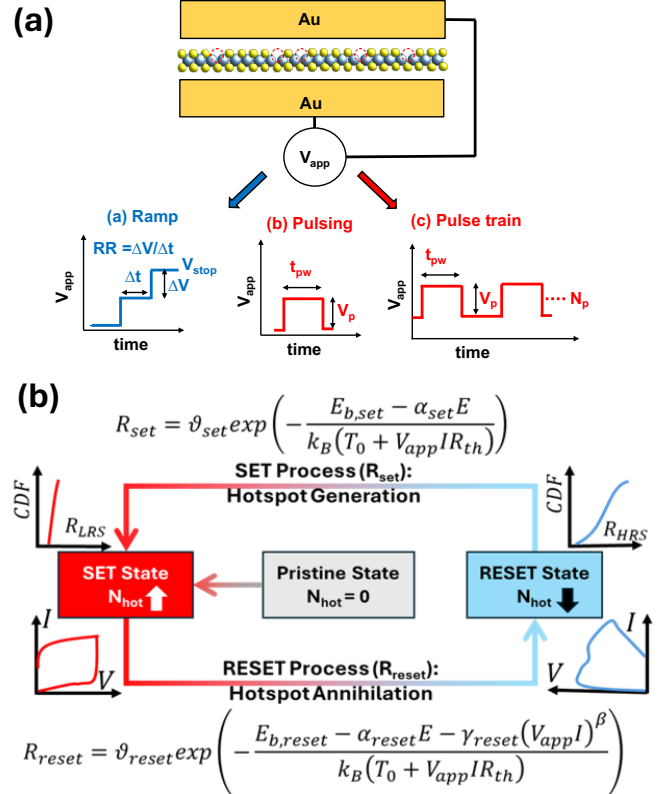 (a)
Au
Au
V_app
(a) Ramp
(b) Pulsing
(c) Pulse train
RR =ΔV/Δt
V_stop
Δt
ΔV
V_app
time
t_pw
V_p
V_app
time
t_pw
V_p
N_p
V_app
time
(b)
R_set = ϑ_set exp(−(E_b,set − α_set E)/(k_B(T_0 + V_app I R_th)))
SET Process (R_set):
Hotspot Generation
CDF
R_LRS
CDF
R_HRS
SET State
N_hot
Pristine State
N_hot = 0
RESET State
N_hot
I
V
I
V
RESET Process (R_reset):
Hotspot Annihilation
R_reset = ϑ_reset exp(−(E_b,reset − α_reset E − γ_reset(V_app I)^β)/(k_B(T_0 + V_app I R_th)))